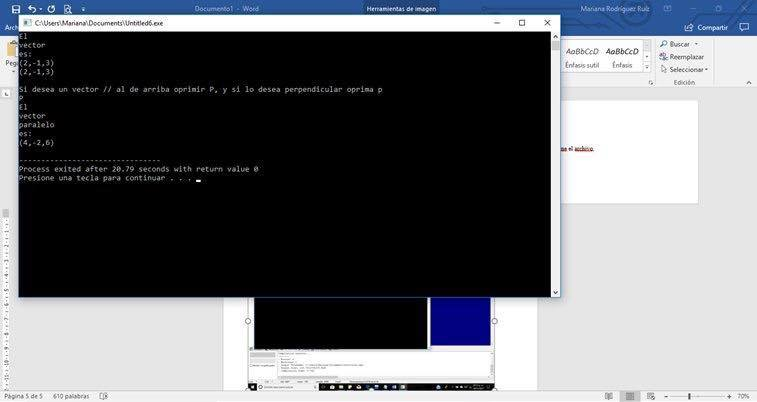 Documento1 - Word
Herramientas de imagen
Mariana Rodríguez Ruiz
Compartir
C:\Users\Mariana\Documents\Untitled6.exe
El
vector
es:
(2,-1,3)
(2,-1,3)
Si desea un vector // al de arriba oprimir P, y si lo desea perpendicular oprima p
P
El
vector
paralelo
es:
(4,-2,6)
--------------------------------
Process exited after 20.79 seconds with return value 0
Presione una tecla para continuar . . .
AaBbCcD AaBbCcD
Énfasis sutil Énfasis
Buscar
Reemplazar
Seleccionar
Edición
el archivo.
Página 5 de 5 610 palabras
70%